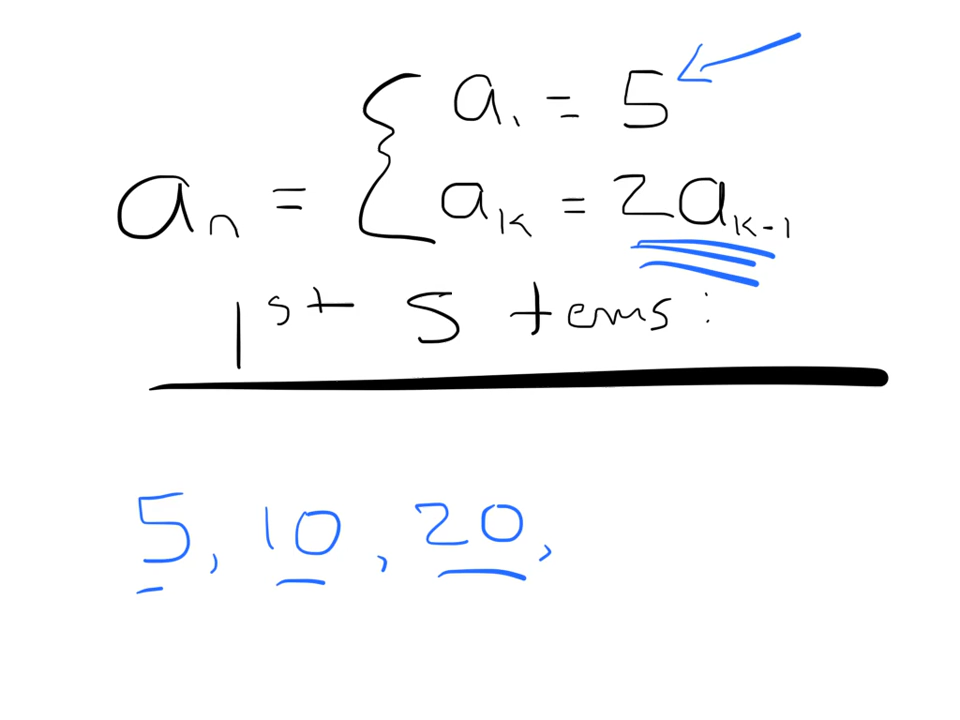 a₁ = 5
aₙ = { aₖ = 2aₖ₋₁
1st 5 tems:
5, 10, 20,